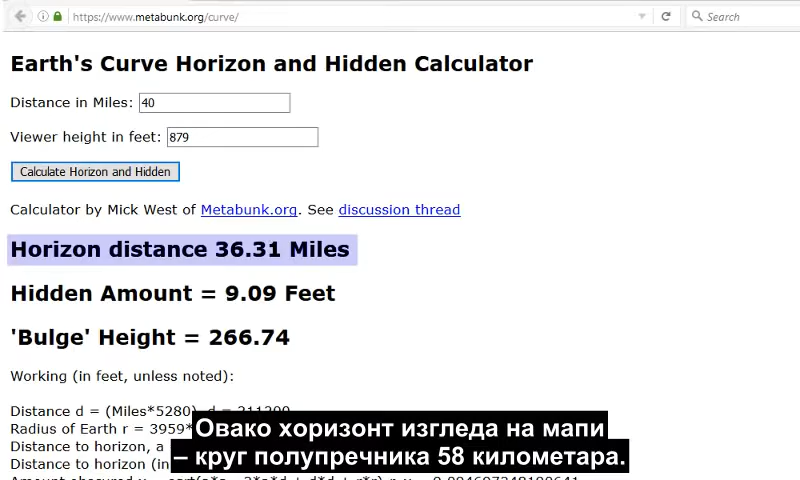 https://www.metabunk.org/curve/
Search
Earth's Curve Horizon and Hidden Calculator
Distance in Miles: 40
Viewer height in feet: 879
Calculate Horizon and Hidden
Calculator by Mick West of Metabunk.org. See discussion thread
Horizon distance 36.31 Miles
Hidden Amount = 9.09 Feet
'Bulge' Height = 266.74
Working (in feet, unless noted):
Distance d = (Miles*5280), d = 211200
Radius of Earth r = 3959*
Distance to horizon, a
Distance to horizon (in
Овако хоризонт изгледа на мапи
– круг полупречника 58 километара.